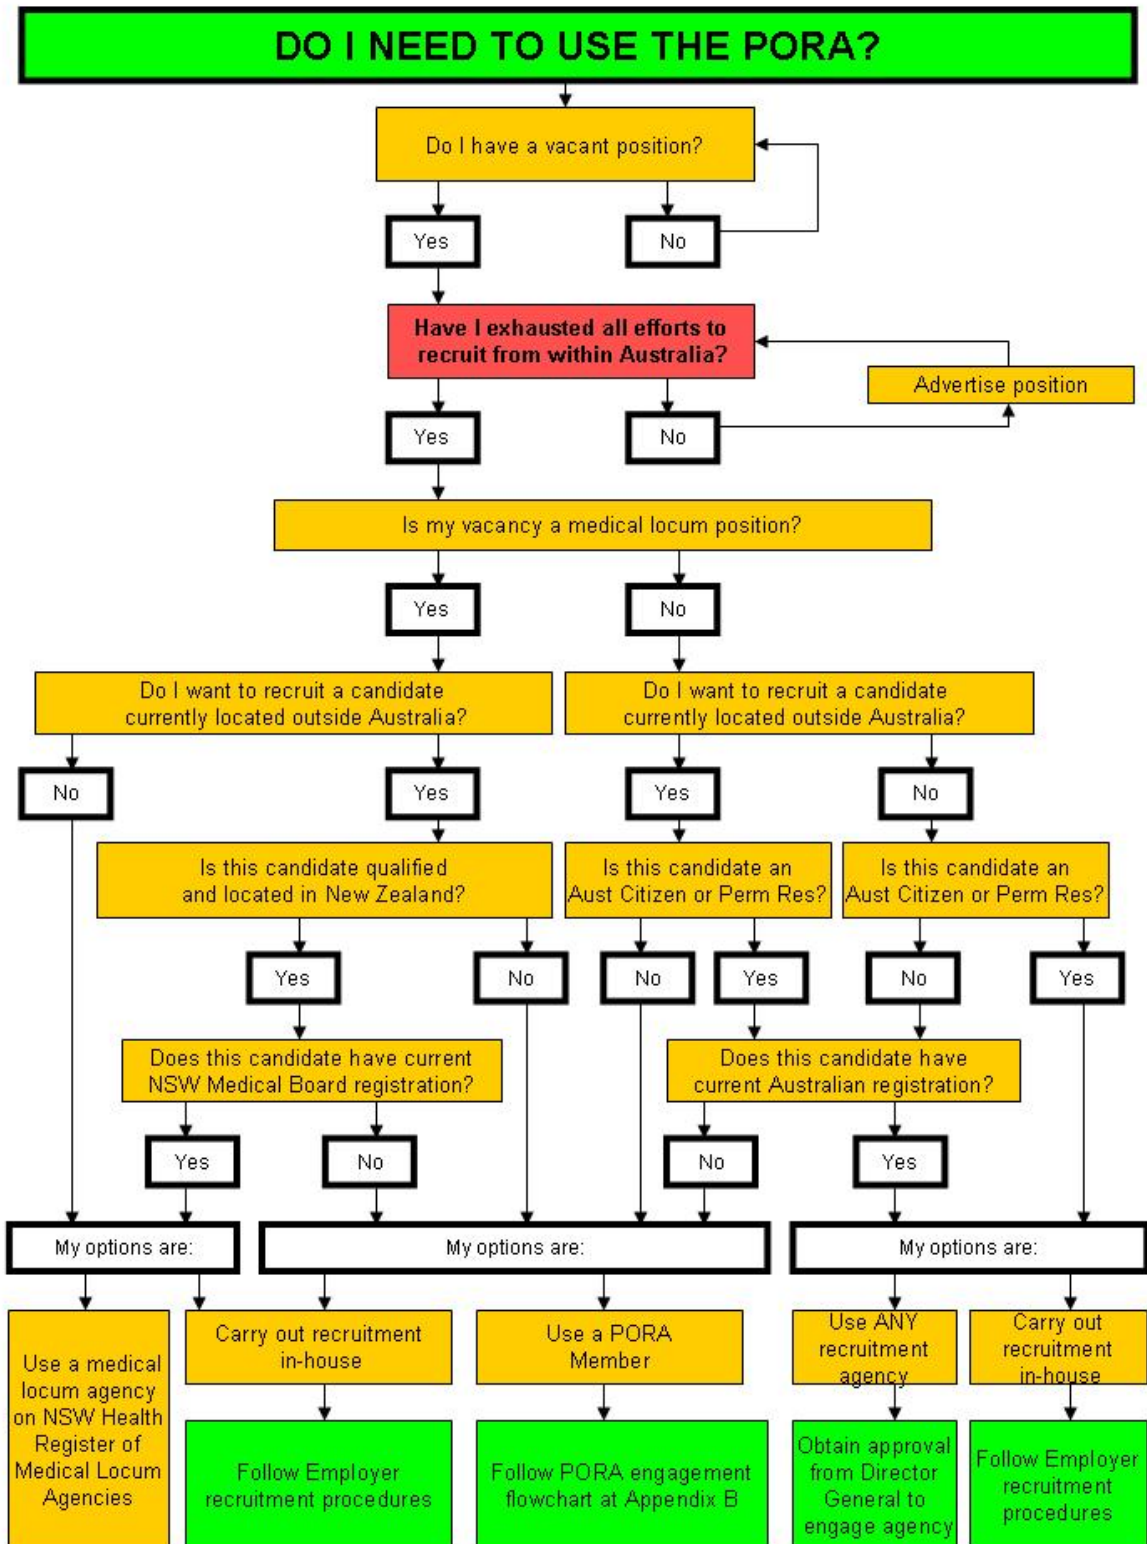 DO I NEED TO USE THE PORA?
Do I have a vacant position?
Yes
No
Have I exhausted all efforts to
recruit from within Australia?
Advertise position
Yes
No
Is my vacancy a medical locum position?
Yes
No
Do I want to recruit a candidate
currently located outside Australia?
Do I want to recruit a candidate
currently located outside Australia?
No
Yes
Yes
No
Is this candidate qualified
and located in New Zealand?
Is this candidate an
Aust Citizen or Perm Res?
Is this candidate an
Aust Citizen or Perm Res?
Yes
No
No
Yes
No
Yes
Does this candidate have current
NSW Medical Board registration?
Does this candidate have
current Australian registration?
Yes
No
No
Yes
My options are:
My options are:
My options are:
Use a medical
locum agency
on NSW Health
Register of
Medical Locum
Agencies
Carry out recruitment
in-house
Use a PORA
Member
Use ANY
recruitment
agency
Carry out
recruitment
in-house
Follow Employer
recruitment procedures
Follow PORA engagement
flowchart at Appendix B
Obtain approval
from Director
General to
engage agency
Follow Employer
recruitment
procedures